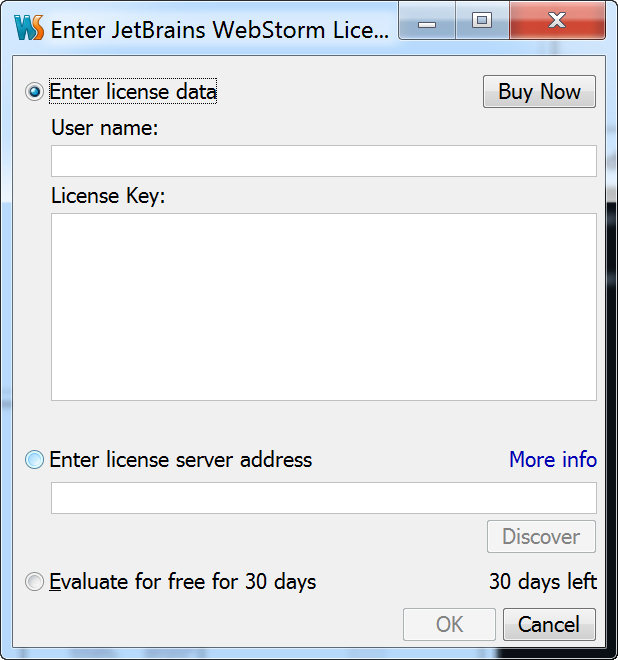 WS Enter JetBrains WebStorm Lice...
Enter license data
Buy Now
User name:
License Key:
Enter license server address
More info
Discover
Evaluate for free for 30 days
30 days left
OK
Cancel